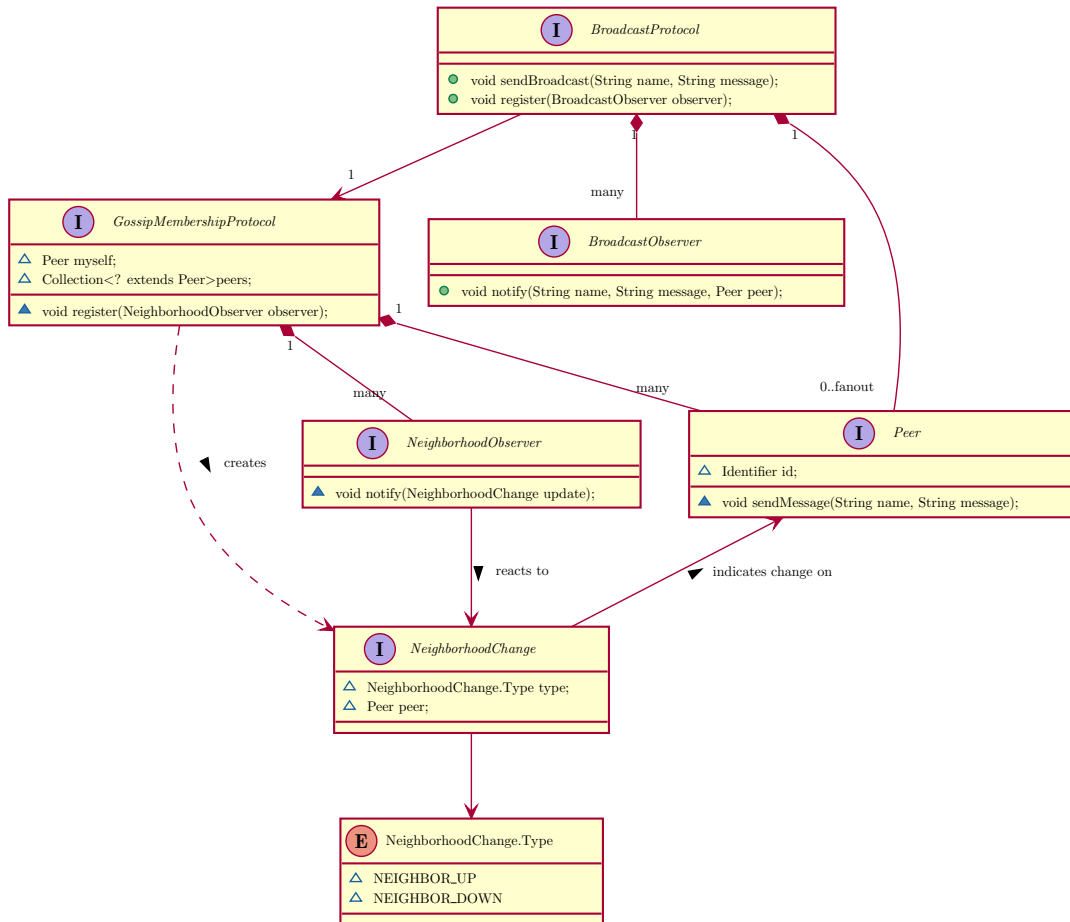 I BroadcastProtocol
void sendBroadcast(String name, String message);
void register(BroadcastObserver observer);
1
1
1
many
I GossipMembershipProtocol
Peer myself;
Collection<? extends Peer>peers;
void register(NeighborhoodObserver observer);
I BroadcastObserver
void notify(String name, String message, Peer peer);
1
1
many
many
0..fanout
I NeighborhoodObserver
void notify(NeighborhoodChange update);
I Peer
Identifier id;
void sendMessage(String name, String message);
creates
reacts to
indicates change on
I NeighborhoodChange
NeighborhoodChange.Type type;
Peer peer;
E NeighborhoodChange.Type
NEIGHBOR_UP
NEIGHBOR_DOWN